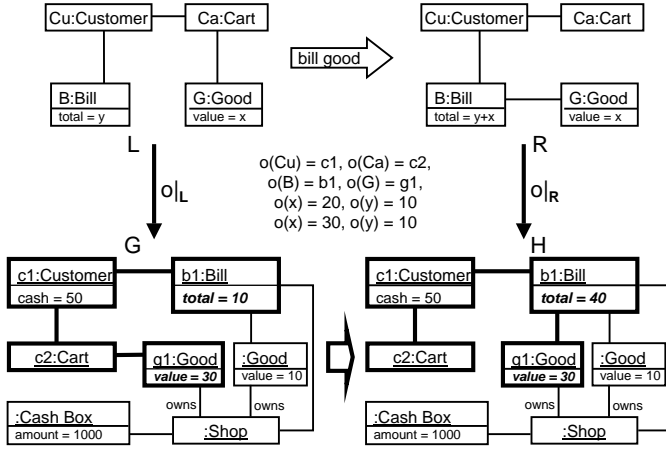 Cu:Customer
Ca:Cart
Cu:Customer
Ca:Cart
bill good
B:Bill
total = y
G:Good
value = x
B:Bill
total = y+x
G:Good
value = x
L
R
o|L
o(Cu) = c1, o(Ca) = c2,
o(B) = b1, o(G) = g1,
o(x) = 20, o(y) = 10
o(x) = 30, o(y) = 10
o|R
G
H
c1:Customer
cash = 50
b1:Bill
total = 10
c1:Customer
cash = 50
b1:Bill
total = 40
c2:Cart
g1:Good
value = 30
:Good
value = 10
c2:Cart
g1:Good
value = 30
:Good
value = 10
owns
owns
owns
owns
:Cash Box
amount = 1000
:Shop
:Cash Box
amount = 1000
:Shop